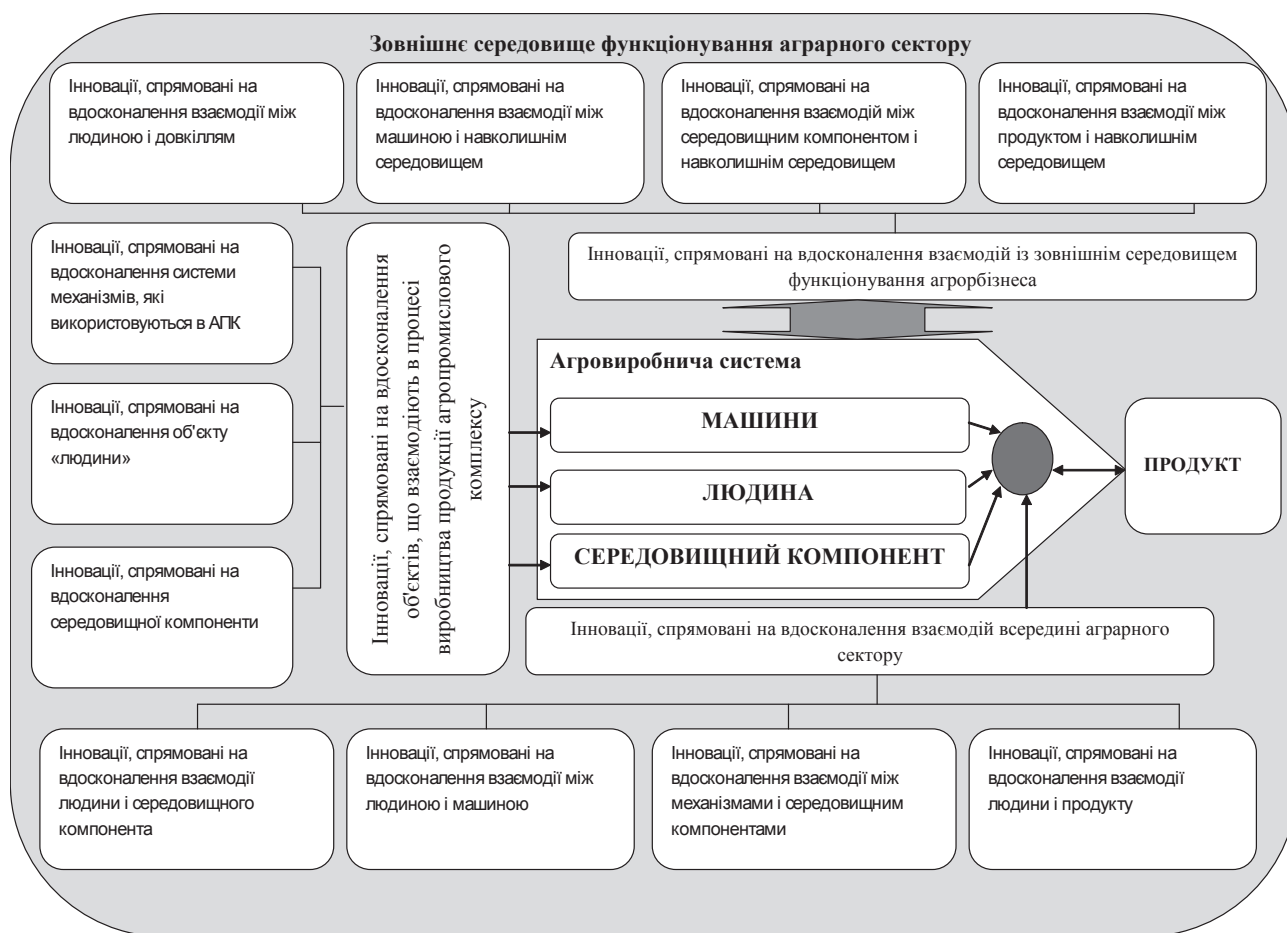 Зовнішнє середовище функціонування аграрного сектору
Інновації, спрямовані на
вдосконалення взаємодії між
людиною і довкіллям
Інновації, спрямовані на
вдосконалення взаємодії між
машиною і навколишнім
середовищем
Інновації, спрямовані на
вдосконалення взаємодій між
середовищним компонентом і
навколишнім середовищем
Інновації, спрямовані на
вдосконалення взаємодії між
продуктом і навколишнім
середовищем
Інновації, спрямовані на
вдосконалення системи
механізмів, які
використовуються в АПК
Інновації, спрямовані на
вдосконалення об'єкту
«людини»
Інновації, спрямовані на
вдосконалення
середовищної компоненти
Інновації, спрямовані на вдосконалення
об'єктів, що взаємодіють в процесі
виробництва продукції агропромислового
комплексу
Інновації, спрямовані на вдосконалення взаємодій із зовнішнім середовищем
функціонування агрорбізнеса
Агровиробнича система
МАШИНИ
ЛЮДИНА
СЕРЕДОВИЩНИЙ КОМПОНЕНТ
ПРОДУКТ
Інновації, спрямовані на вдосконалення взаємодій всередині аграрного
сектору
Інновації, спрямовані на
вдосконалення взаємодії
людини і середовищного
компонента
Інновації, спрямовані на
вдосконалення взаємодії між
людиною і машиною
Інновації, спрямовані на
вдосконалення взаємодії між
механізмами і середовищним
компонентами
Інновації, спрямовані на
вдосконалення взаємодії
людини і продукту